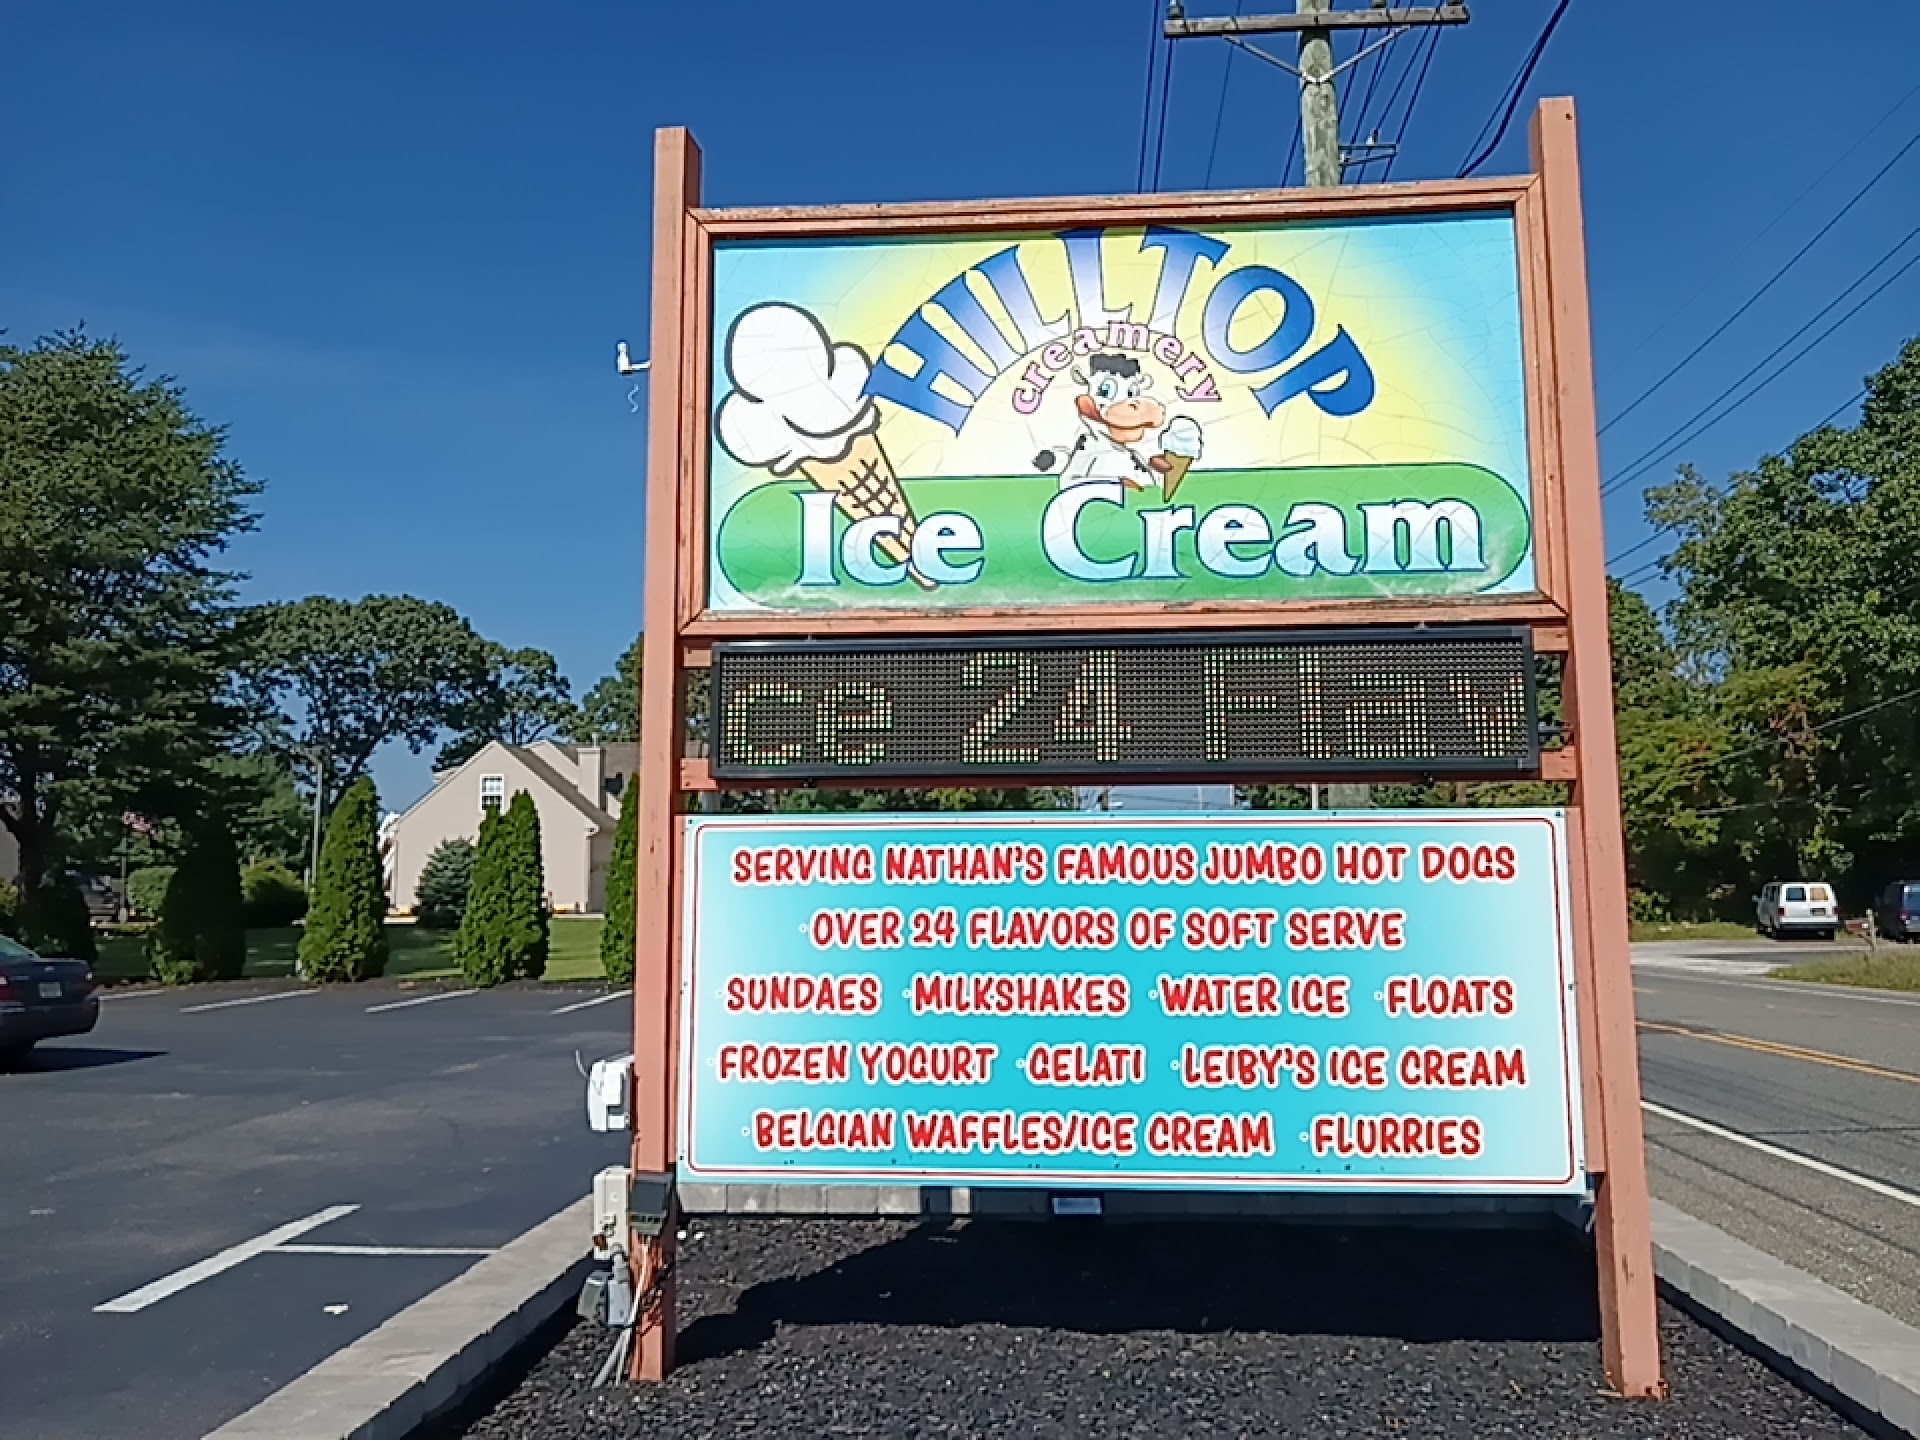 HILLTOP
creamery
Ice Cream
ce 24 Flav
SERVING NATHAN'S FAMOUS JUMBO HOT DOGS
•OVER 24 FLAVORS OF SOFT SERVE
•SUNDAES •MILKSHAKES •WATER ICE •FLOATS
•FROZEN YOGURT •GELATI •LEIBY'S ICE CREAM
•BELGIAN WAFFLES/ICE CREAM •FLURRIES